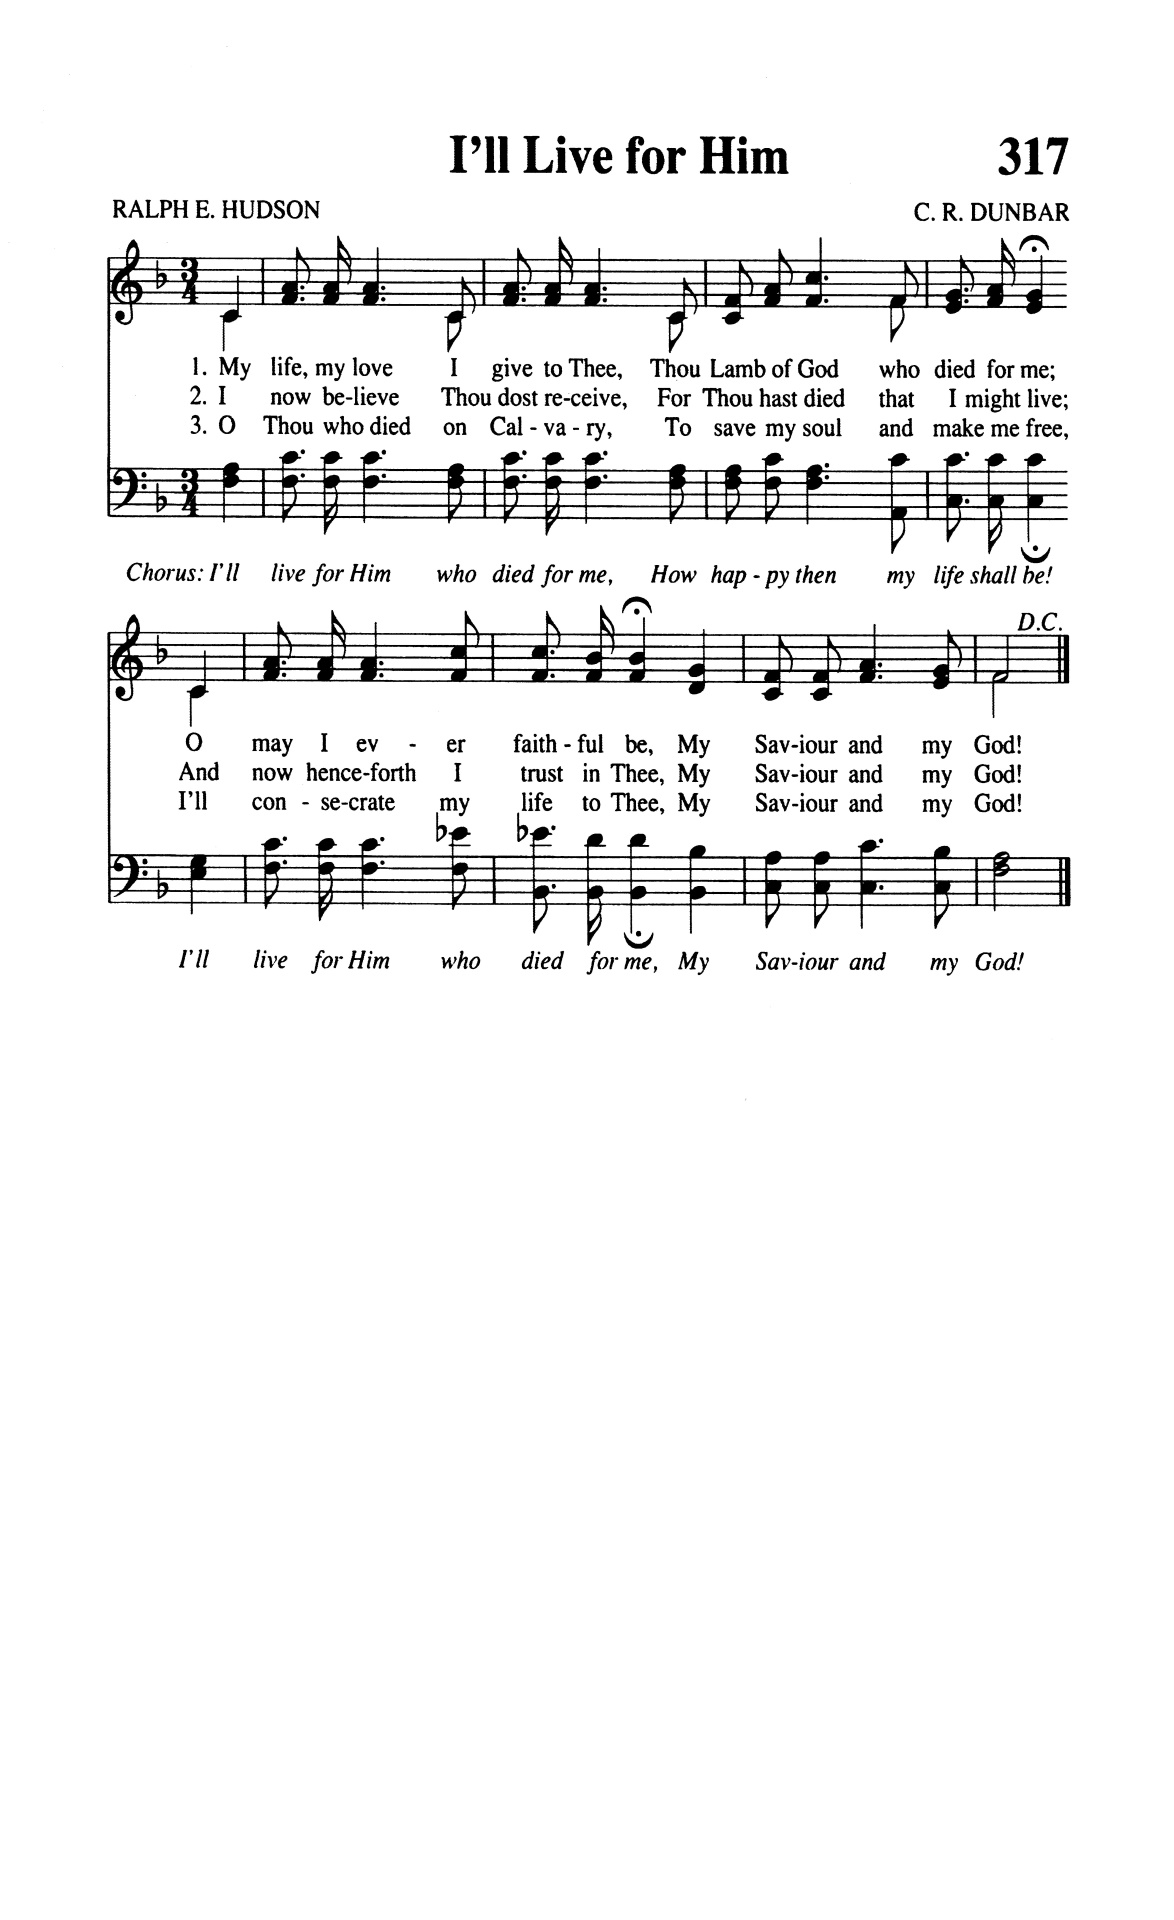 I'll Live for Him 317
RALPH E. HUDSON C. R. DUNBAR
3 4
1. My life, my love I give to Thee, Thou Lamb of God who died for me;
2. I now be-lieve Thou dost re-ceive, For Thou hast died that I might live;
3. O Thou who died on Cal - va - ry, To save my soul and make me free,
3 4
Chorus: I'll live for Him who died for me, How hap - py then my life shall be!
D.C.
O may I ev - er faith - ful be, My Sav-iour and my God!
And now hence-forth I trust in Thee, My Sav-iour and my God!
I'll con - se-crate my life to Thee, My Sav-iour and my God!
I'll live for Him who died for me, My Sav-iour and my God!